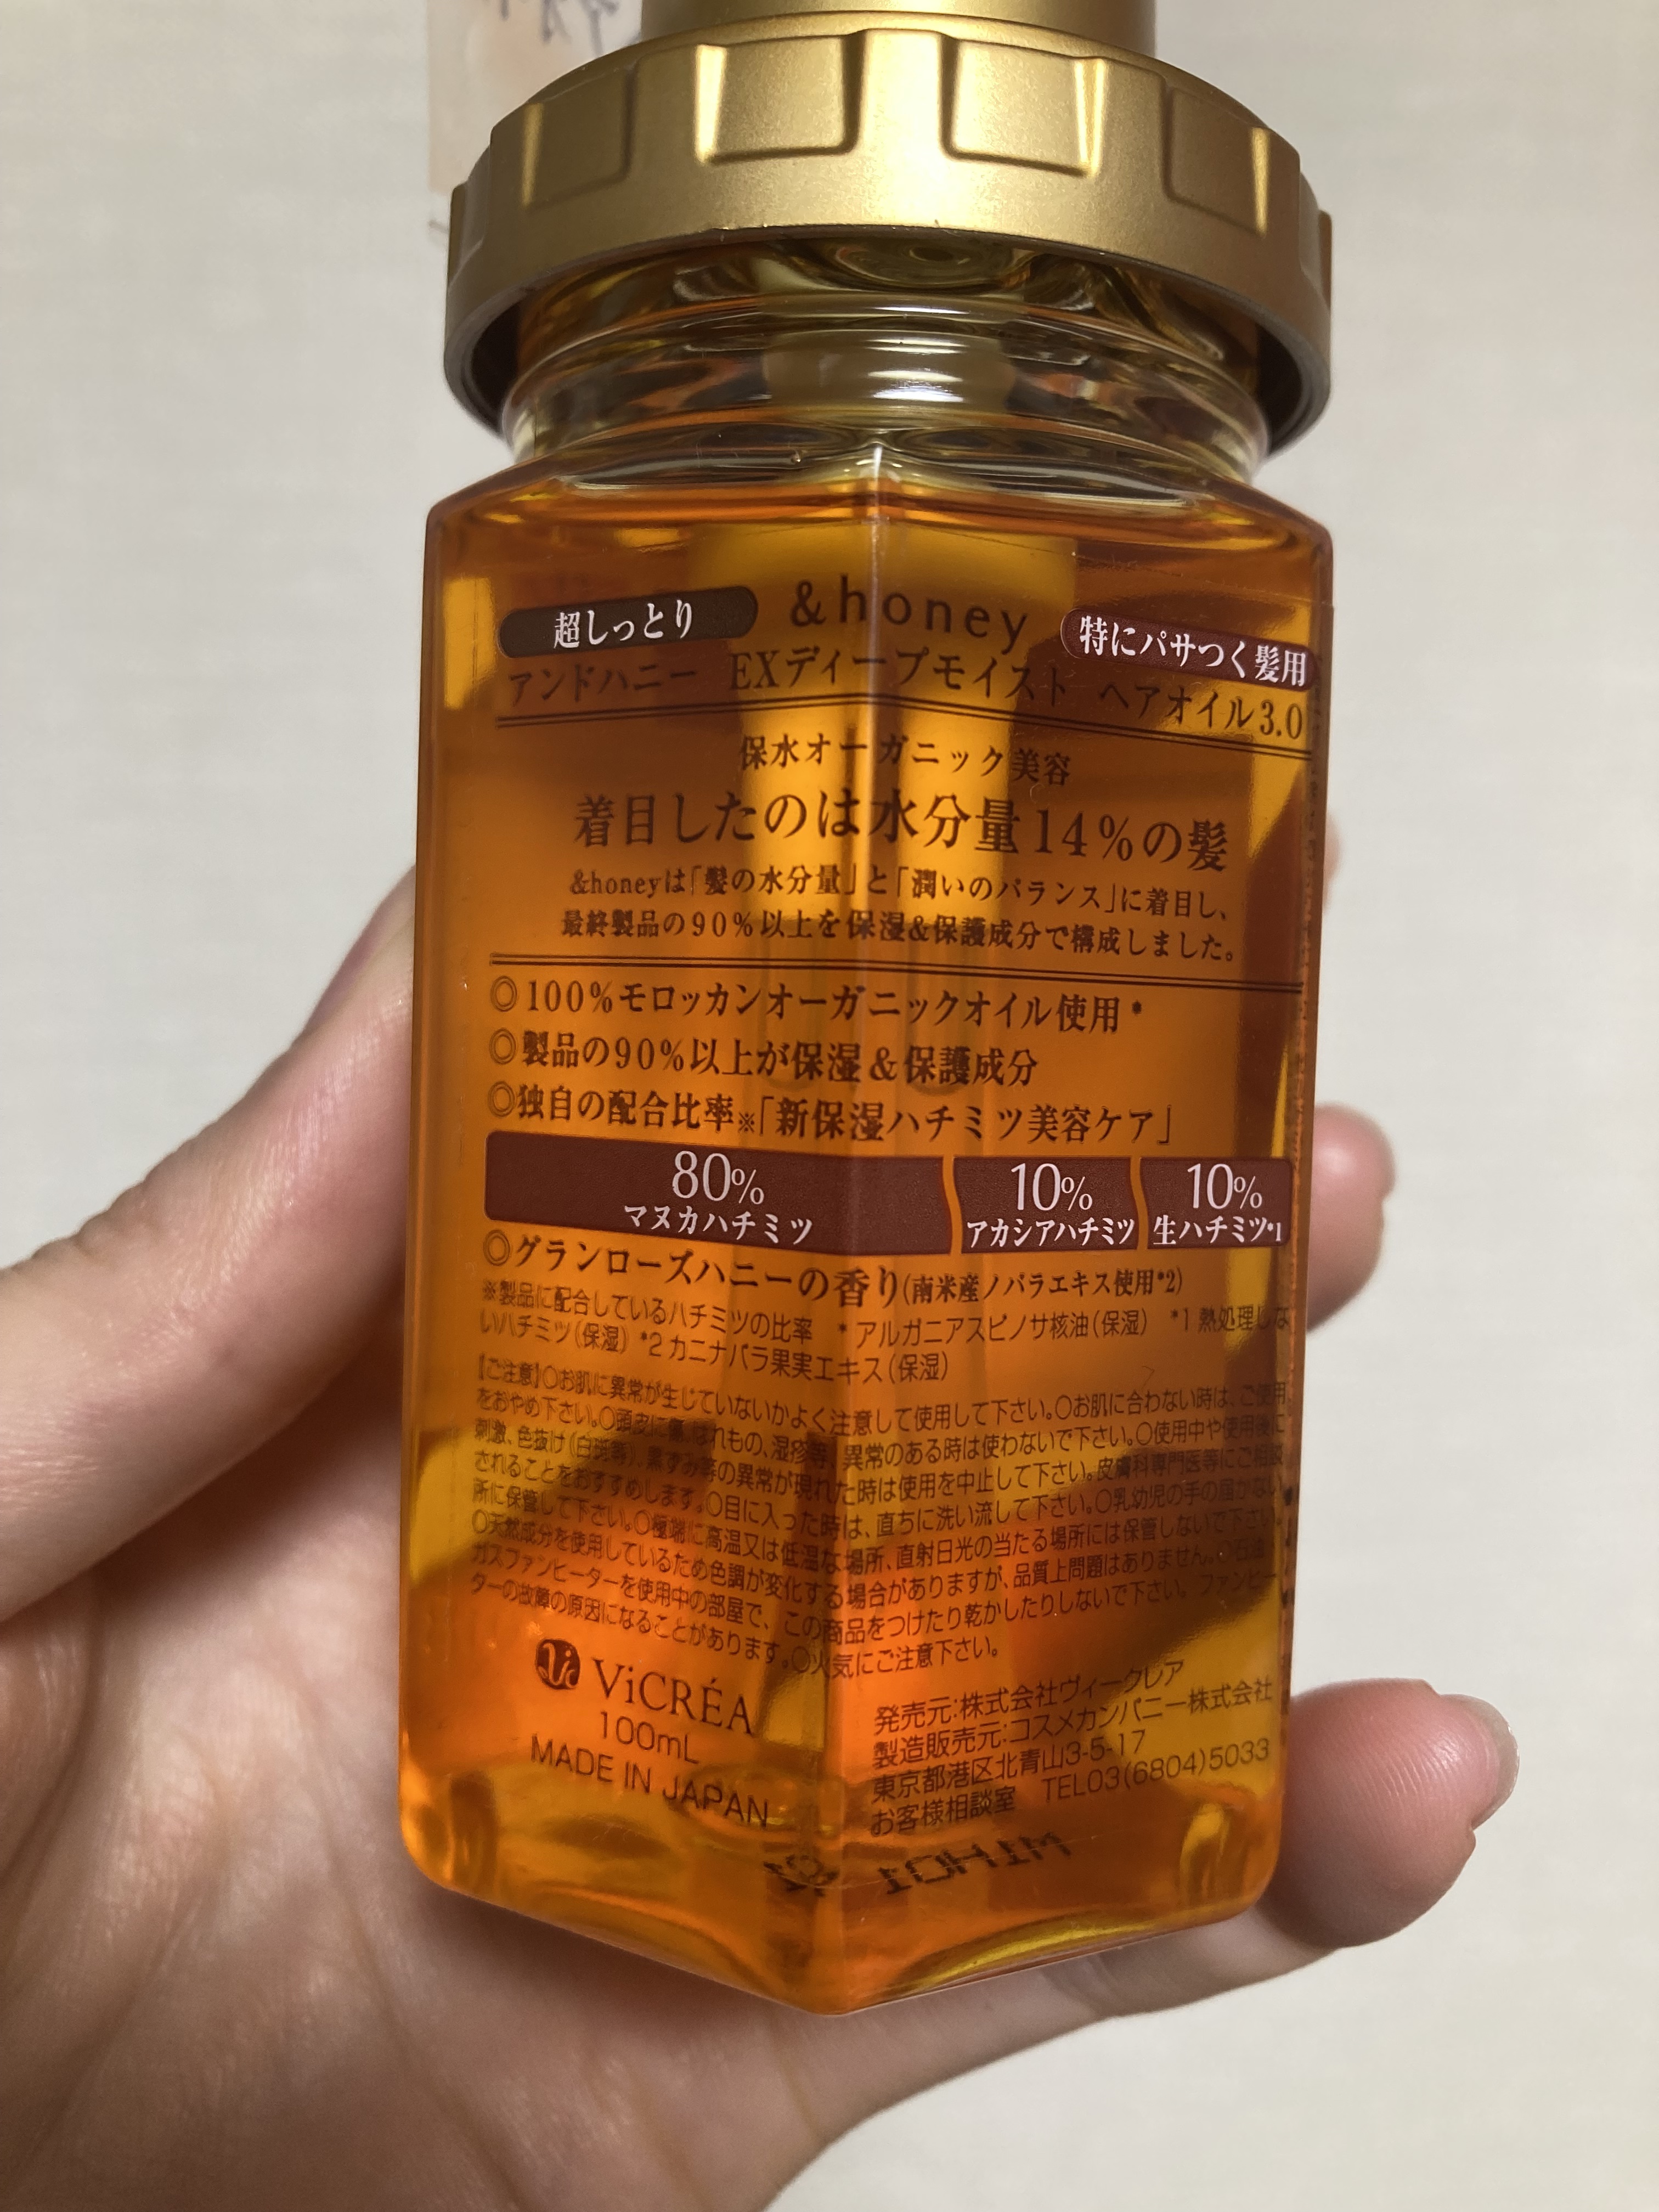 超しっとり &honey 特にパサつく髪用
アンドハニー EXディープモイスト ヘアオイル3.0
保水オーガニック美容
着目したのは水分量14%の髪
&honeyは「髪の水分量」と「潤いのバランス」に着目し、
最終製品の90%以上を保湿&保護成分で構成しました。
◎100%モロッカンオーガニックオイル使用*
◎製品の90%以上が保湿&保護成分
◎独自の配合比率※「新保湿ハチミツ美容ケア」
80% 10% 10%
マヌカハチミツ アカシアハチミツ 生ハチミツ*1
◎グランローズハニーの香り(南米産ノバラエキス使用*2)
※製品に配合しているハチミツの比率 *アルガニアスピノサ核油(保湿) *1 熱処理しな
いハチミツ(保湿) *2 カニナバラ果実エキス(保湿)
【ご注意】○お肌に異常が生じていないかよく注意して使用して下さい。○お肌に合わない時は、ご使用
をおやめ下さい。○頭皮に傷、はれもの、湿疹等、異常のある時は使わないで下さい。○使用中や使用後に
刺激、色抜け(白斑等)、黒ずみ等の異常が現れた時は使用を中止して下さい。皮膚科専門医等にご相談
されることをおすすめします。○目に入った時は、直ちに洗い流して下さい。○乳幼児の手の届かない
所に保管して下さい。○極端に高温又は低温な場所、直射日光の当たる場所には保管しないで下さい。
○天然成分を使用しているため色調が変化する場合がありますが、品質上問題はありません。○石油
ガスファンヒーターを使用中の部屋で、この商品をつけたり乾かしたりしないで下さい。ファンヒー
ターの故障の原因になることがあります。○火気にご注意下さい。
Vi ViCRÉA
100mL
MADE IN JAPAN
発売元:株式会社ヴィークレア
製造販売元:コスメカンパニー株式会社
東京都港区北青山3-5-17
お客様相談室 TEL03(6804)5033